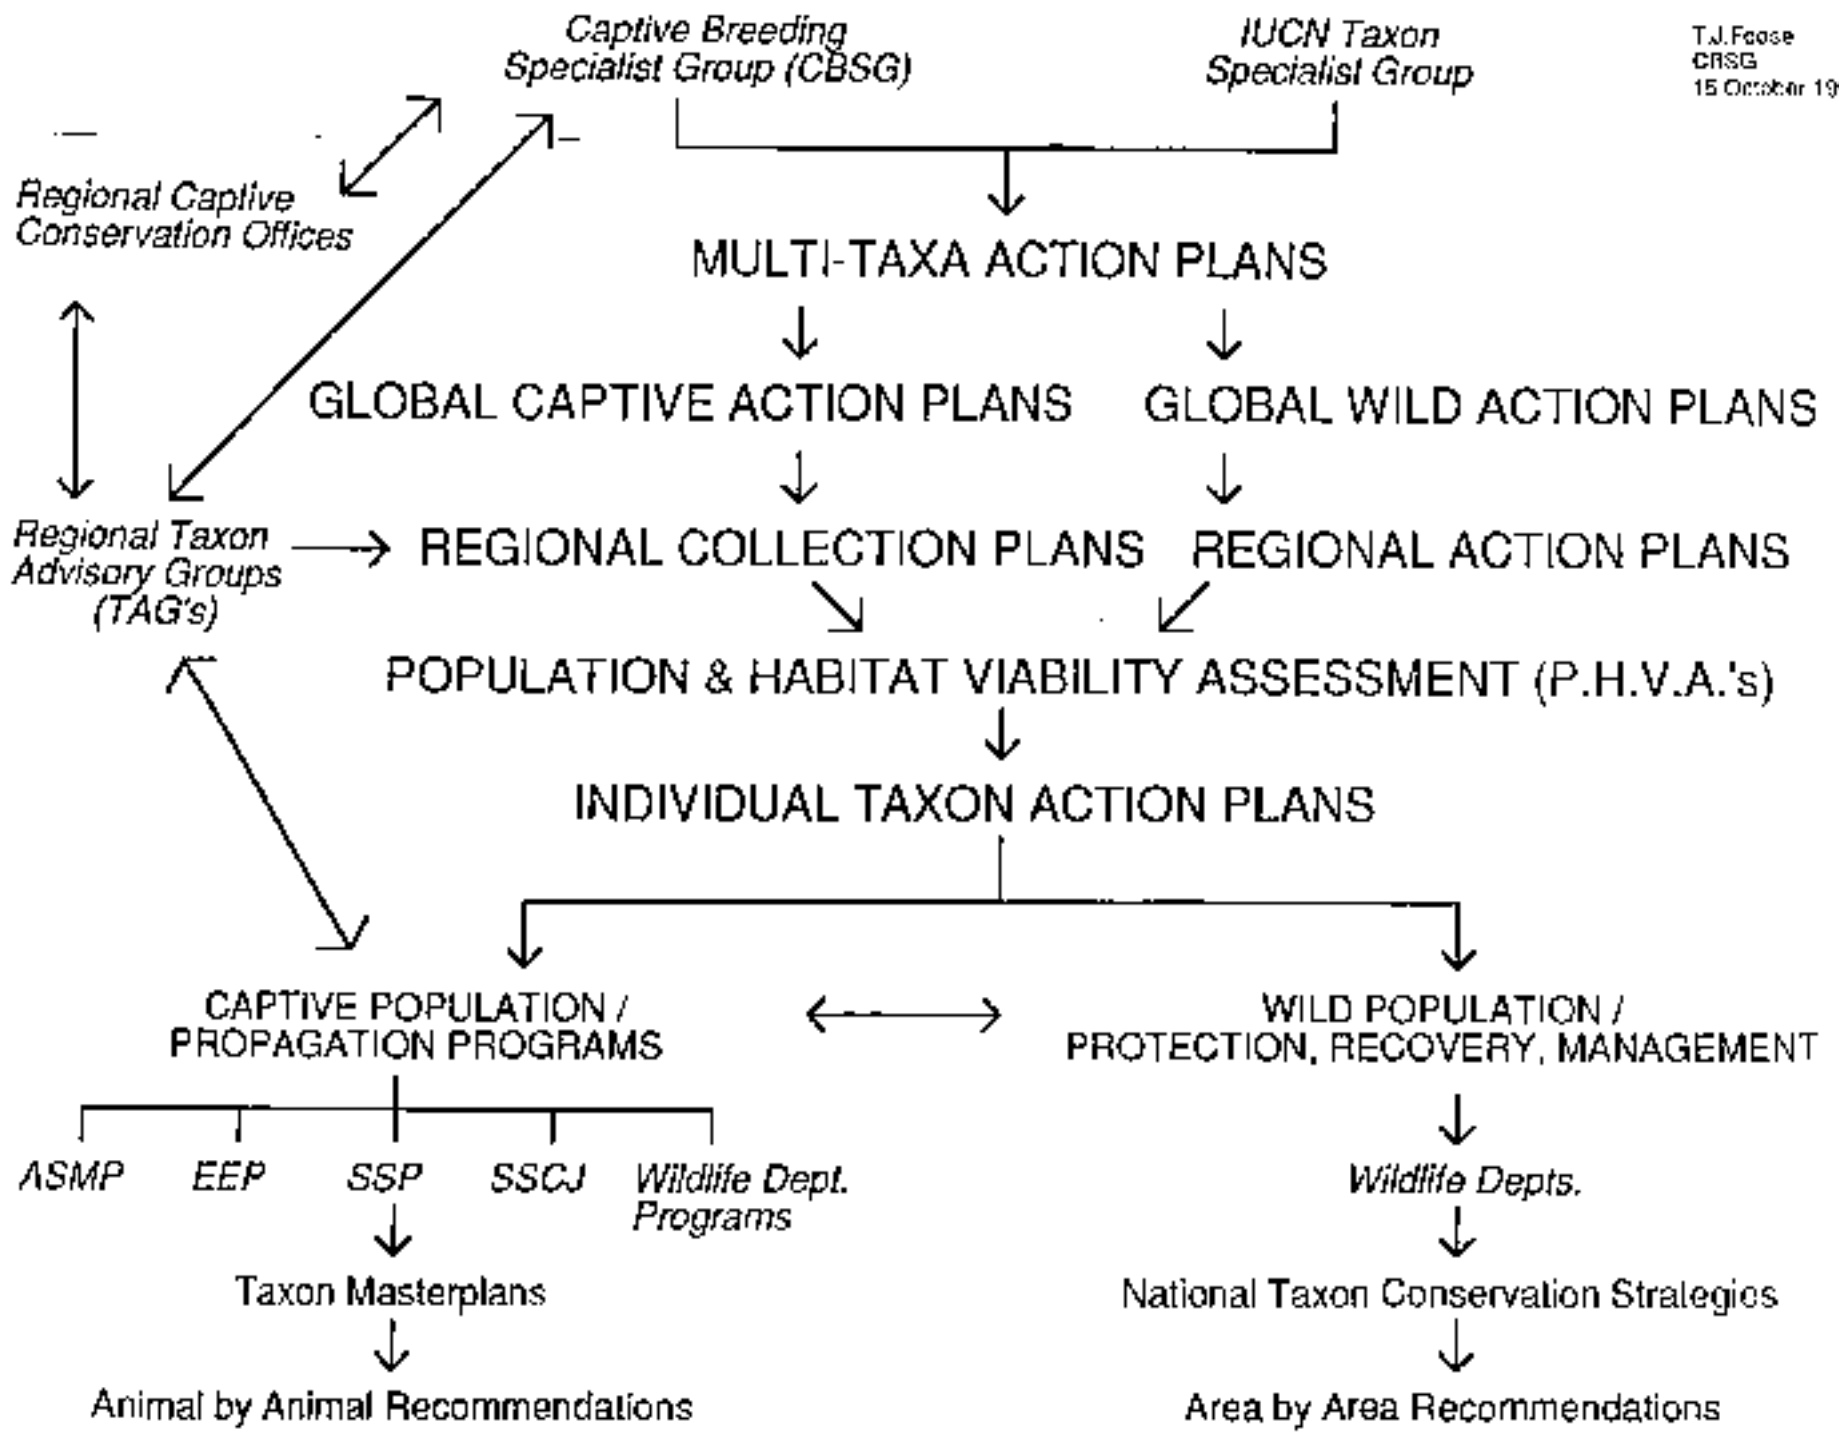 Captive Breeding
Specialist Group (CBSG)
IUCN Taxon
Specialist Group
T.J.Foose
CBSG
15 October
Regional Captive
Conservation Offices
MULTI-TAXA ACTION PLANS
GLOBAL CAPTIVE ACTION PLANS
GLOBAL WILD ACTION PLANS
Regional Taxon
Advisory Groups
(TAG's)
REGIONAL COLLECTION PLANS
REGIONAL ACTION PLANS
POPULATION & HABITAT VIABILITY ASSESSMENT (P.H.V.A.'s)
INDIVIDUAL TAXON ACTION PLANS
CAPTIVE POPULATION /
PROPAGATION PROGRAMS
WILD POPULATION /
PROTECTION, RECOVERY, MANAGEMENT
ASMP
EEP
SSP
SSCJ
Wildlife Dept.
Programs
Wildlife Depts.
Taxon Masterplans
National Taxon Conservation Strategies
Animal by Animal Recommendations
Area by Area Recommendations